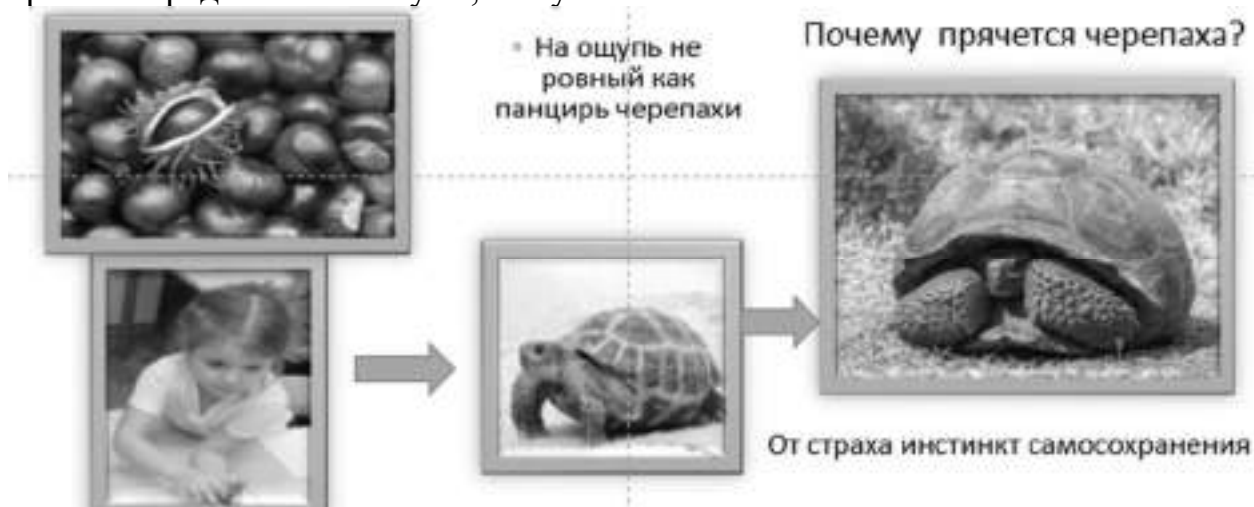 • На ощупь не
ровный как
панцирь черепахи
Почему прячется черепаха?
От страха инстинкт самосохранения